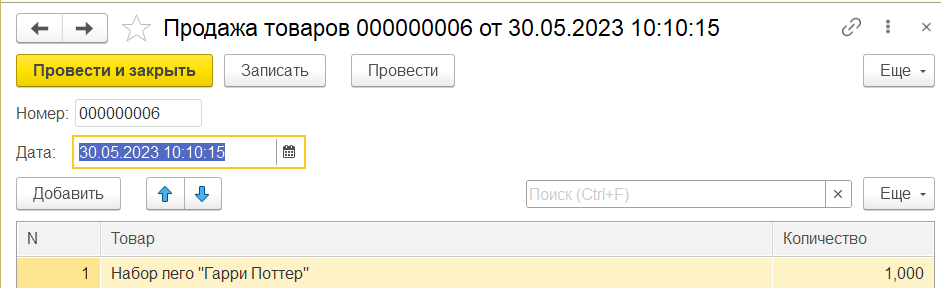 Продажа товаров 000000006 от 30.05.2023 10:10:15
Провести и закрыть Записать Провести Еще
Номер: 000000006
Дата: 30.05.2023 10:10:15
Добавить Поиск (Ctrl+F) × Еще
N Товар Количество
1 Набор лего "Гарри Поттер" 1,000